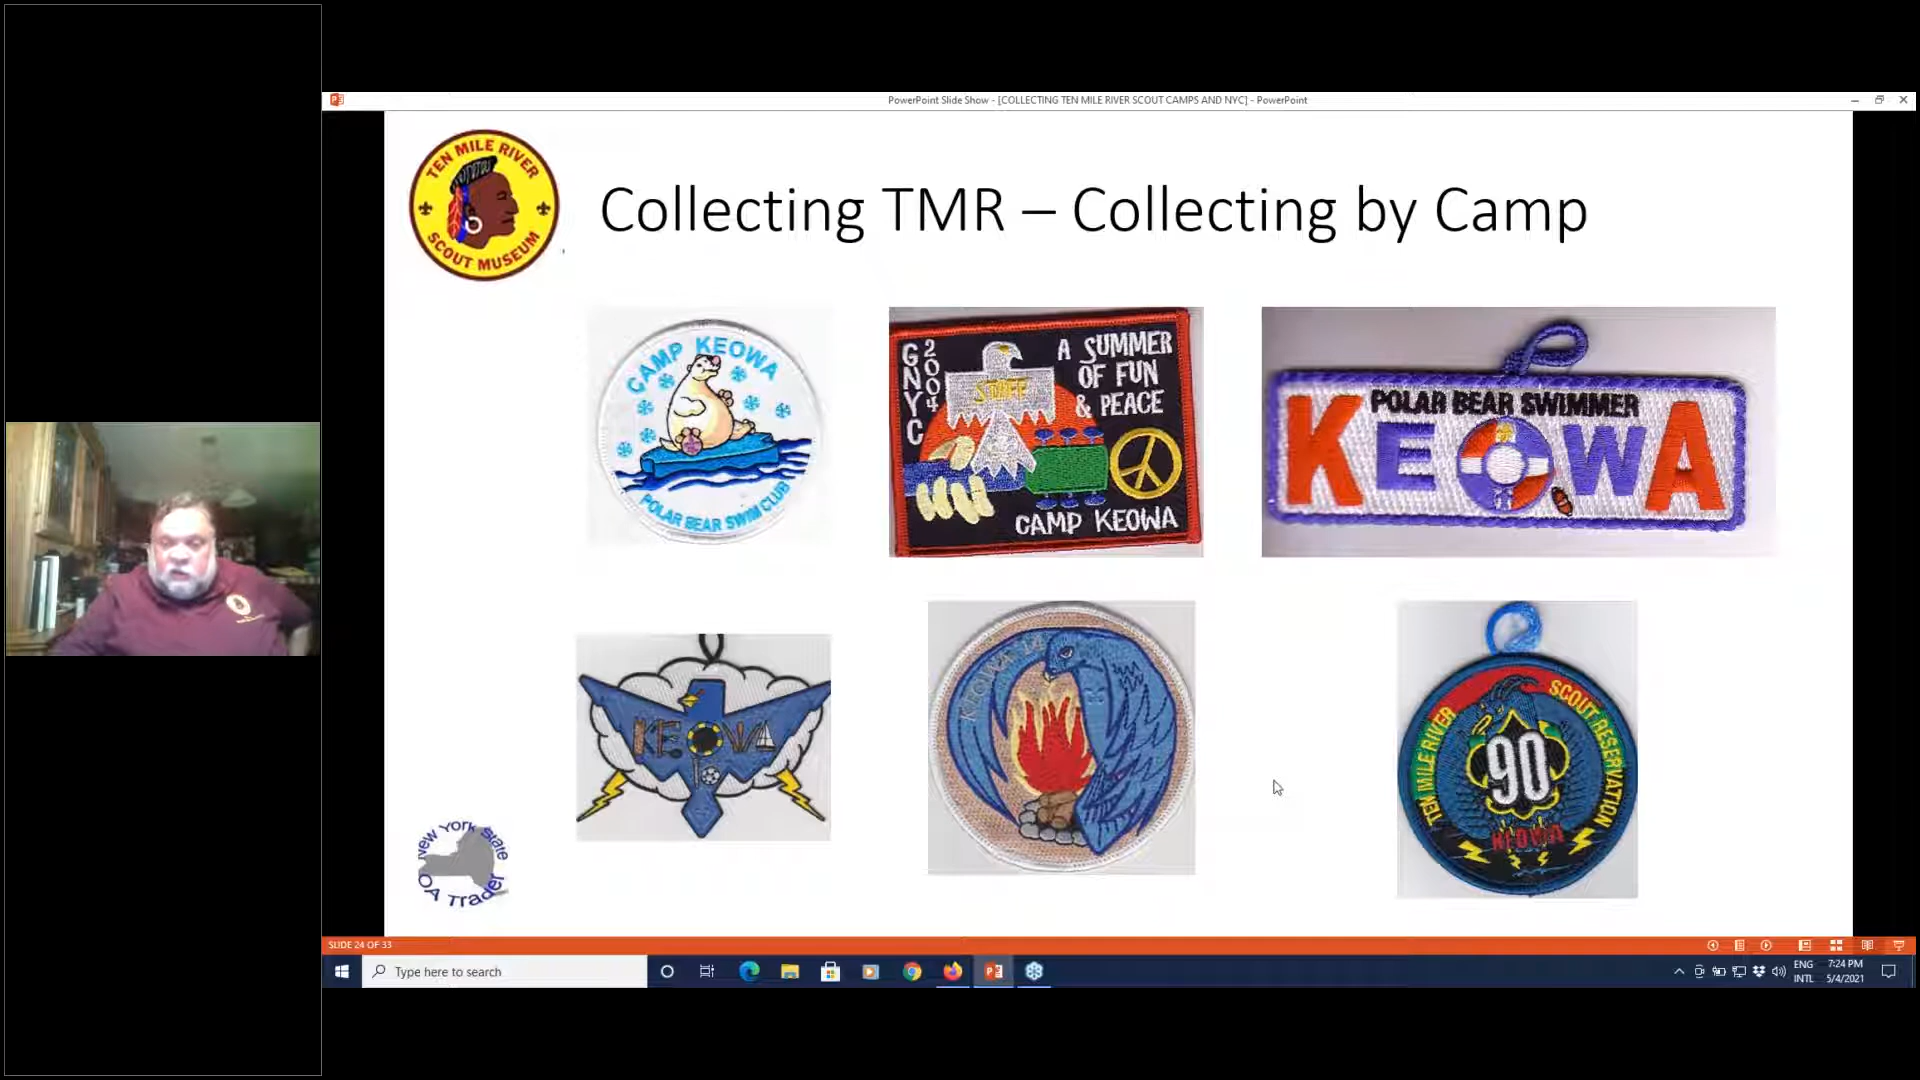 PowerPoint Slide Show - [COLLECTING TEN MILE RIVER SCOUT CAMPS AND NYC] - PowerPoint
TEN MILE RIVER
SCOUT MUSEUM
Collecting TMR – Collecting by Camp
CAMP KEOWA
POLAR BEAR SWIM CLUB
GNYC
2004
STAFF
A SUMMER
OF FUN
& PEACE
CAMP KEOWA
POLAR BEAR SWIMMER
KEOWA
KEOWA
KEOWA 14
TEN MILE RIVER
SCOUT RESERVATION
90
KEOWA
New York State
OA Trader
SLIDE 24 OF 33
Type here to search
ENG
INTL
7:24 PM
5/4/2021